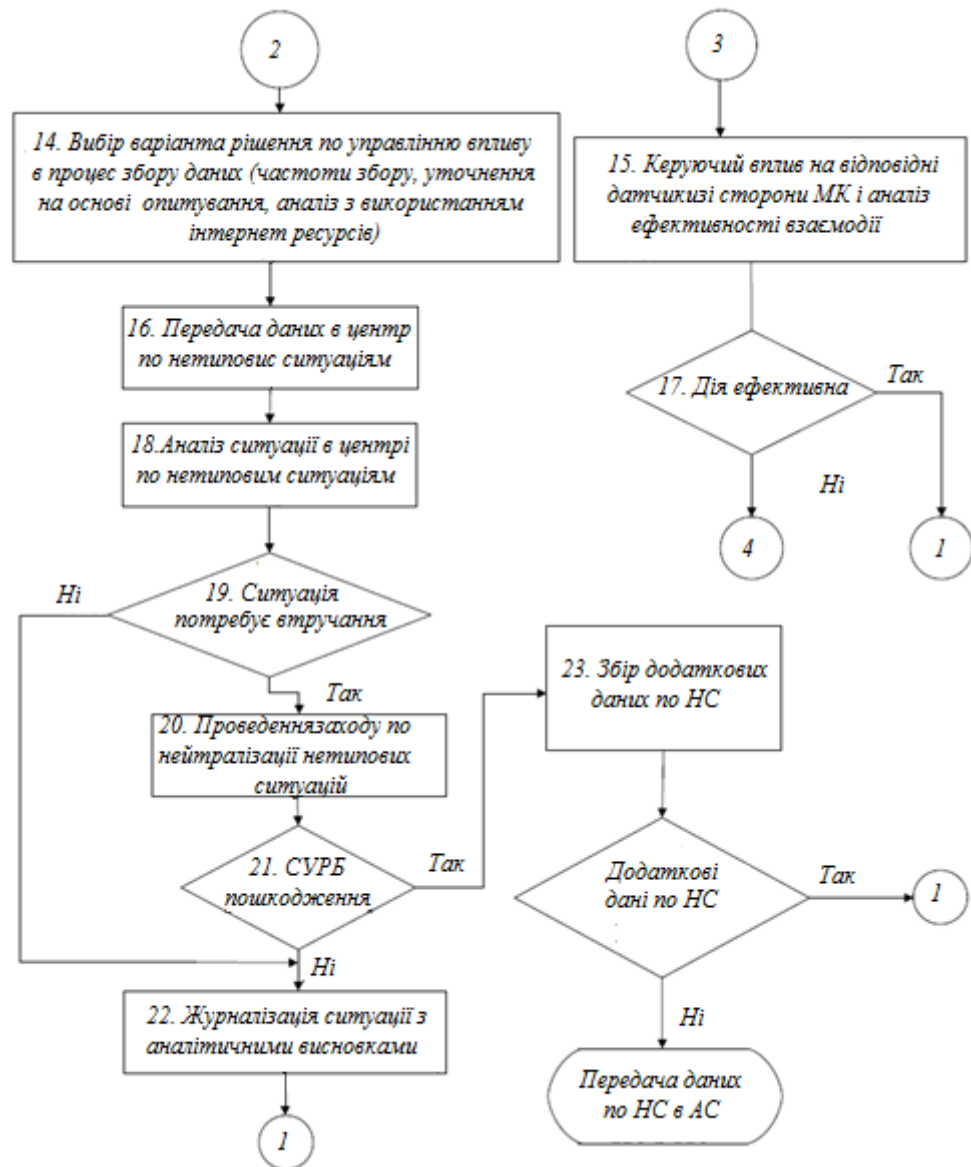 2
14. Вибір варіанта рішення по управлінню впливу
в процес збору даних (частоти збору, уточнення
на основі опитування, аналіз з використанням
інтернет ресурсів)
16. Передача даних в центр
по нетиповис ситуаціям
18.Аналіз ситуації в центрі
по нетиповим ситуаціям
19. Ситуація
потребує втручання
Ні
Так
20. Проведеннязаходу по
нейтралізації нетипових
ситуацій
21. СУРБ
пошкодження
Так
Ні
22. Журналізація ситуації з
аналітичними висновками
1
3
15. Керуючий вплив на відповідні
датчикизі сторони МК і аналіз
ефективності взаємодії
17. Дія ефективна
Так
Ні
4
1
23. Збір додаткових
даних по НС
Додаткові
дані по НС
Так
1
Ні
Передача даних
по НС в АС